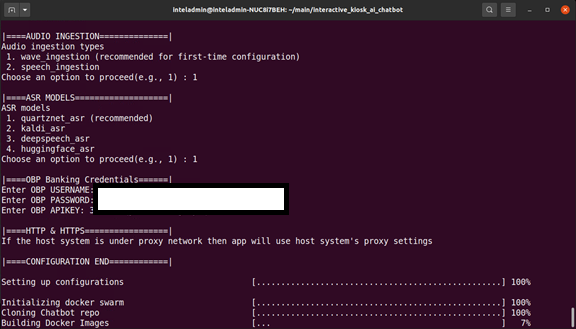 inteladmin@inteladmin-NUC8i7BEH: ~/main/interactive_kiosk_ai_chatbot
|====AUDIO INGESTION==============|
Audio ingestion types
1. wave_ingestion (recommended for first-time configuration)
2. speech_ingestion
Choose an option to proceed(e.g., 1) : 1
|====ASR MODELS===================|
ASR models
1. quartznet_asr (recommended)
2. kaldi_asr
3. deepspeech_asr
4. huggingface_asr
Choose an option to proceed(e.g., 1) : 1
|====OBP Banking Credentials======|
Enter OBP USERNAME:
Enter OBP PASSWORD:
Enter OBP APIKEY: 3
|====HTTP & HTTPS=================|
If the host system is under proxy network then app will use host system's proxy settings
|====CONFIGURATION END============|
Setting up configurations [................................................] 100%
Initializing docker swarm [................................................] 100%
Cloning Chatbot repo [................................................] 100%
Building Docker Images [... ] 7%